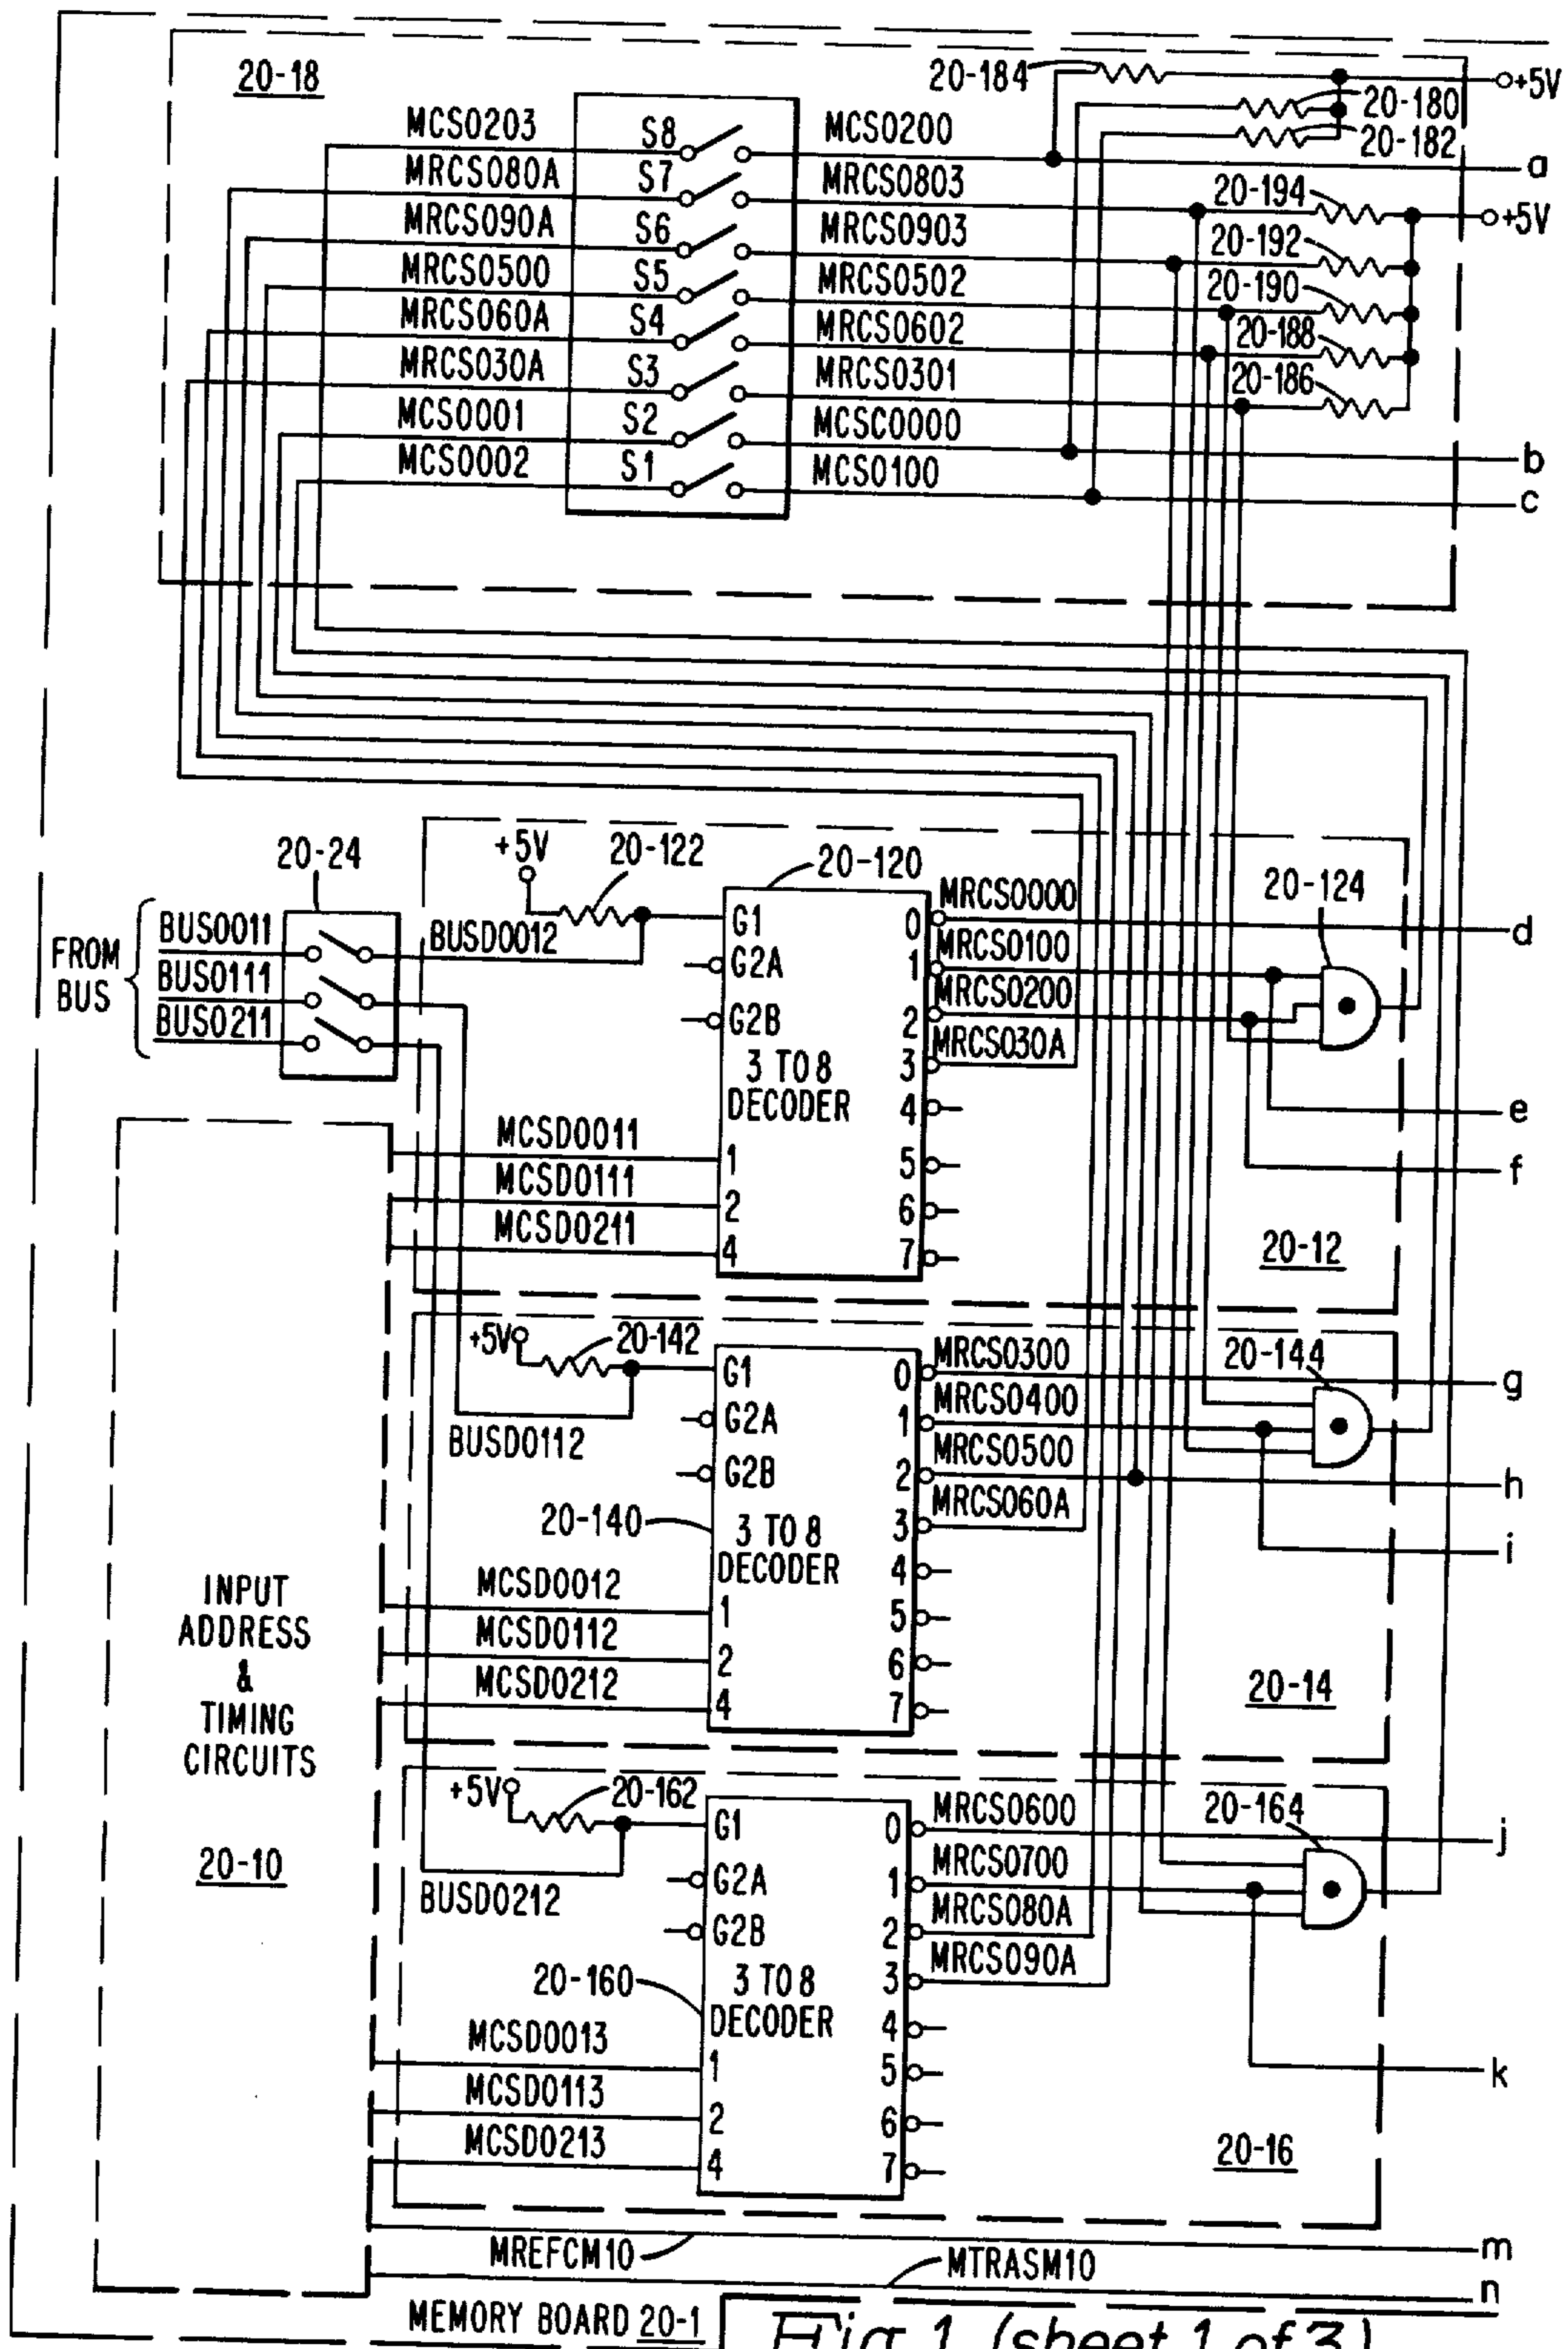 20-18
20-184
+5V
20-180
20-182
MCS0203 S8 MCS0200
a
MRCS080A S7 MRCS0803
20-194
+5V
MRCS090A S6 MRCS0903
20-192
MRCS0500 S5 MRCS0502
20-190
MRCS060A S4 MRCS0602
20-188
MRCS030A S3 MRCS0301
20-186
MCS0001 S2 MCSC0000
b
MCS0002 S1 MCS0100
c
20-24
+5V
20-122
20-120
20-124
FROM
BUS
BUS0011
BUS0111
BUS0211
BUSD0012
G1
G2A
G2B
3 TO 8
DECODER
0 MRCS0000
d
1 MRCS0100
2 MRCS0200
3 MRCS030A
4
5
6
7
e
f
MCSD0011 1
MCSD0111 2
MCSD0211 4
20-12
+5V
20-142
BUSD0112
G1
G2A
G2B
20-140
3 TO 8
DECODER
0 MRCS0300
20-144
g
1 MRCS0400
2 MRCS0500
h
3 MRCS060A
i
4
5
6
7
MCSD0012 1
MCSD0112 2
MCSD0212 4
20-14
INPUT
ADDRESS
&
TIMING
CIRCUITS
20-10
+5V
20-162
BUSD0212
G1
G2A
G2B
20-160
3 TO 8
DECODER
0 MRCS0600
20-164
j
1 MRCS0700
2 MRCS080A
3 MRCS090A
4
5
6
7
k
MCSD0013 1
MCSD0113 2
MCSD0213 4
20-16
MREFCM10
m
MTRASM10
n
MEMORY BOARD 20-1
Fig. 1 (sheet 1 of 3)